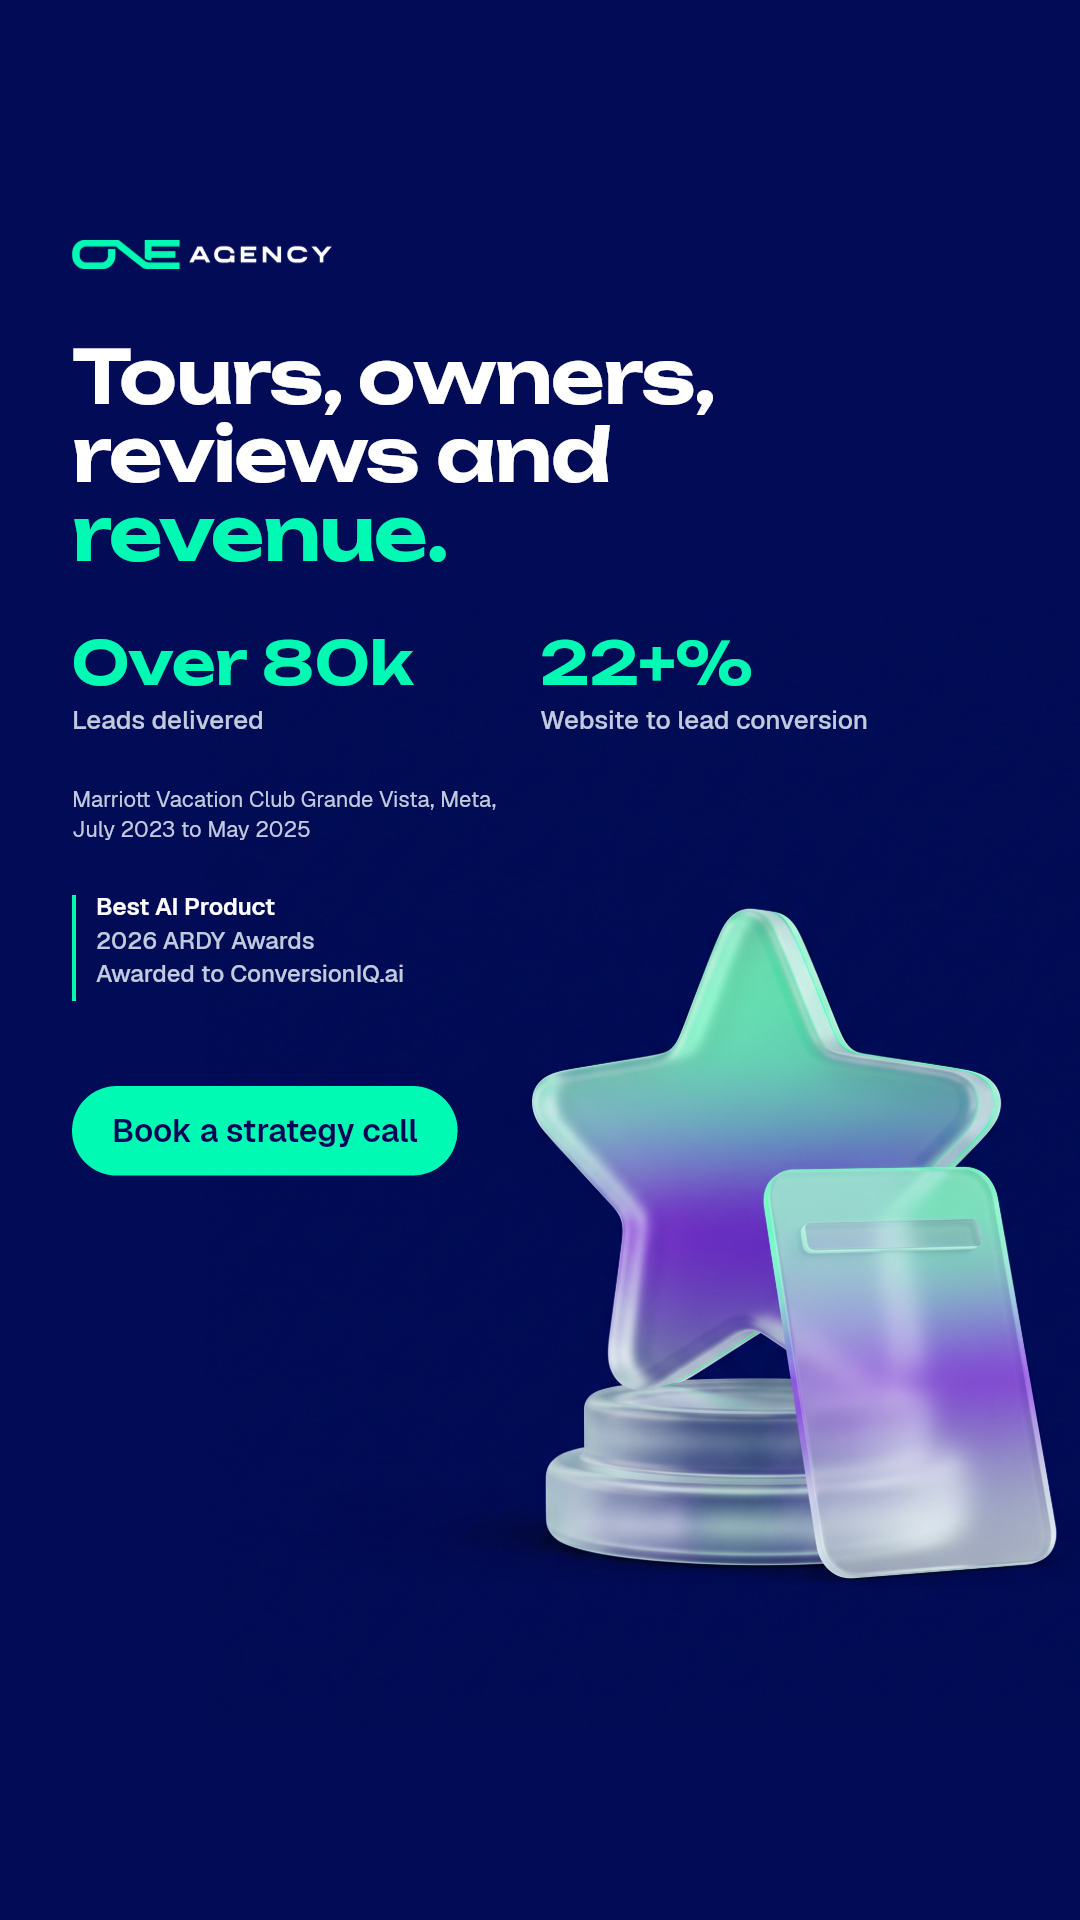 ONE AGENCY
Tours, owners,
reviews and
revenue.
Over 80k
22+%
Leads delivered
Website to lead conversion
Marriott Vacation Club Grande Vista, Meta,
July 2023 to May 2025
Best AI Product
2026 ARDY Awards
Awarded to ConversionIQ.ai
Book a strategy call